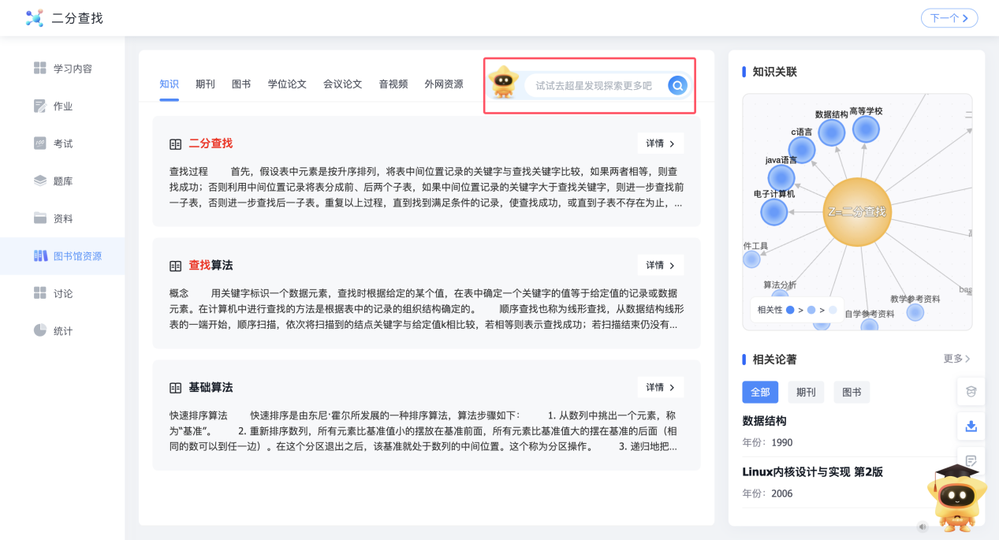 二分查找
下一个
学习内容
作业
考试
题库
资料
图书馆资源
讨论
统计
知识 期刊 图书 学位论文 会议论文 音视频 外网资源
试试去超星发现探索更多吧
二分查找
详情
查找过程 首先，假设表中元素是按升序排列，将表中间位置记录的关键字与查找关键字比较，如果两者相等，则查
找成功；否则利用中间位置记录将表分成前、后两个子表，如果中间位置记录的关键字大于查找关键字，则进一步查找前
一子表，否则进一步查找后一子表。重复以上过程，直到找到满足条件的记录，使查找成功，或直到子表不存在为止，...
查找算法
详情
概念 用关键字标识一个数据元素，查找时根据给定的某个值，在表中确定一个关键字的值等于给定值的记录或数据
元素。在计算机中进行查找的方法是根据表中的记录的组织结构确定的。 顺序查找也称为线形查找，从数据结构线形
表的一端开始，顺序扫描，依次将扫描到的结点关键字与给定值k相比较，若相等则表示查找成功；若扫描结束仍没有...
基础算法
详情
快速排序算法 快速排序是由东尼·霍尔所发展的一种排序算法，算法步骤如下： 1. 从数列中挑出一个元素，称
为“基准”。 2. 重新排序数列，所有元素比基准值小的摆放在基准前面，所有元素比基准值大的摆在基准的后面（相
同的数可以到任一边）。在这个分区退出之后，该基准就处于数列的中间位置。这个称为分区操作。 3. 递归地把...
知识关联
高等学校
数据结构
c语言
java语言
电子计算机
Z=二分查找
件工具
算法分析
bas
教学参考资料
自学参考资料
相关性 > >
相关论著
更多
全部 期刊 图书
数据结构
年份：1990
Linux内核设计与实现 第2版
年份：2006